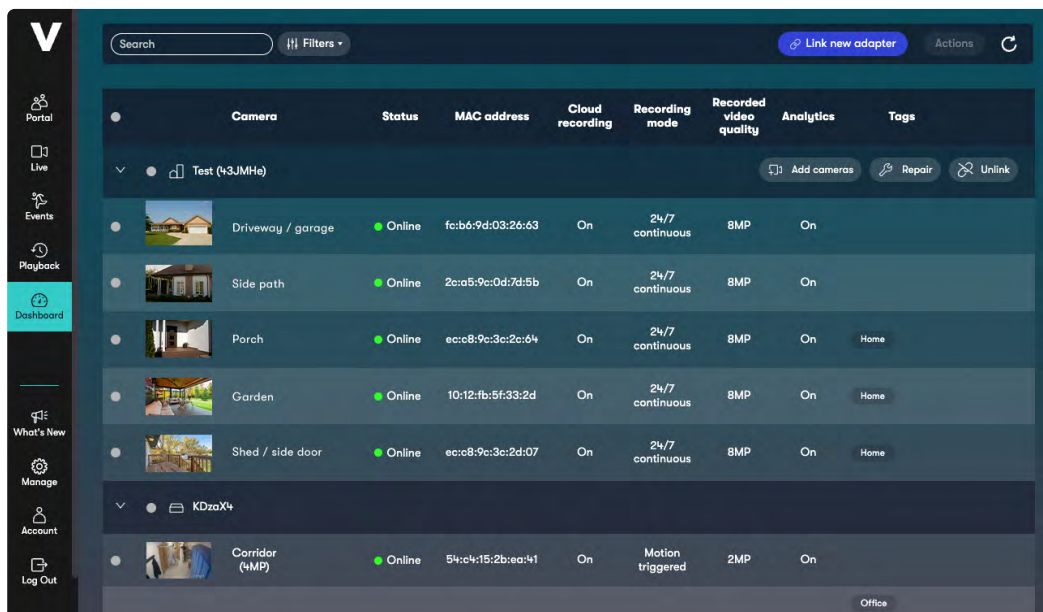 V
Search
Filters
Link new adapter
Actions
Portal
Live
Events
Playback
Dashboard
What's New
Manage
Account
Log Out
Camera
Status
MAC address
Cloud
recording
Recording
mode
Recorded
video
quality
Analytics
Tags
Test (43JMHe)
Add cameras
Repair
Unlink
Driveway / garage
Online
fc:b6:9d:03:26:63
On
24/7
continuous
8MP
On
Side path
Online
2c:a5:9c:0d:7d:5b
On
24/7
continuous
8MP
On
Porch
Online
ec:c8:9c:3c:2c:64
On
24/7
continuous
8MP
On
Home
Garden
Online
10:12:fb:5f:33:2d
On
24/7
continuous
8MP
On
Home
Shed / side door
Online
ec:c8:9c:3c:2d:07
On
24/7
continuous
8MP
On
Home
KDzaX4
Corridor
(4MP)
Online
54:c4:15:2b:ea:41
On
Motion
triggered
2MP
On
Office